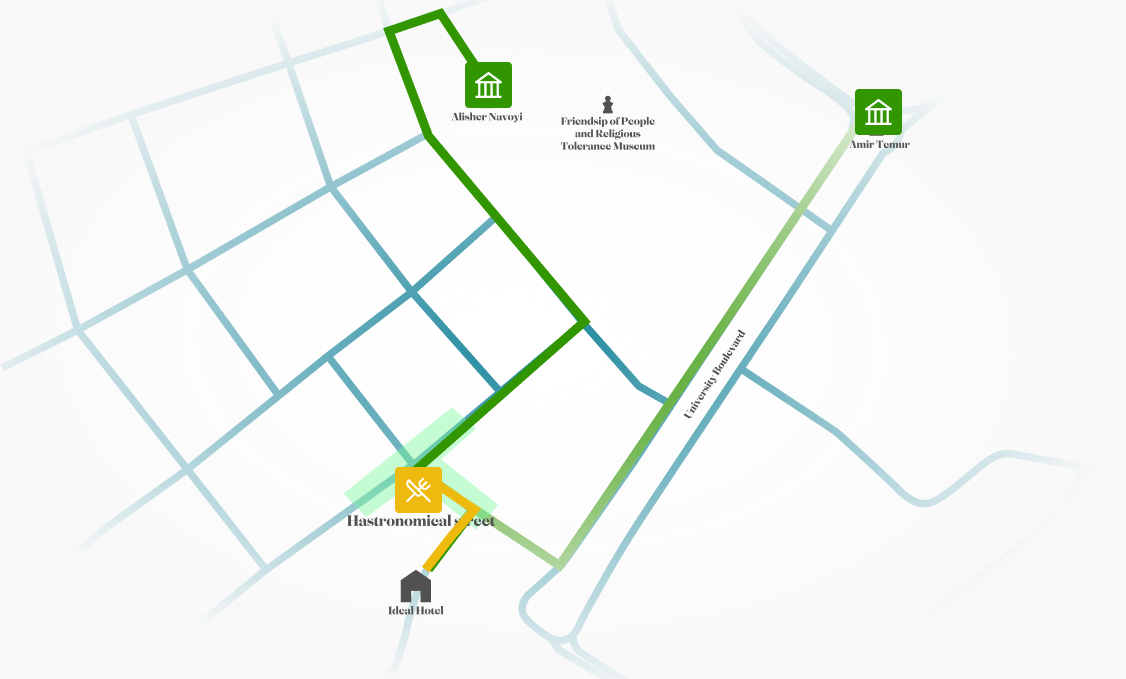 Alisher Navoyi
Friendsip of People
and Religious
Tolerance Museum
Amir Temur
University Boulevard
Hastronomical street
Ideal Hotel